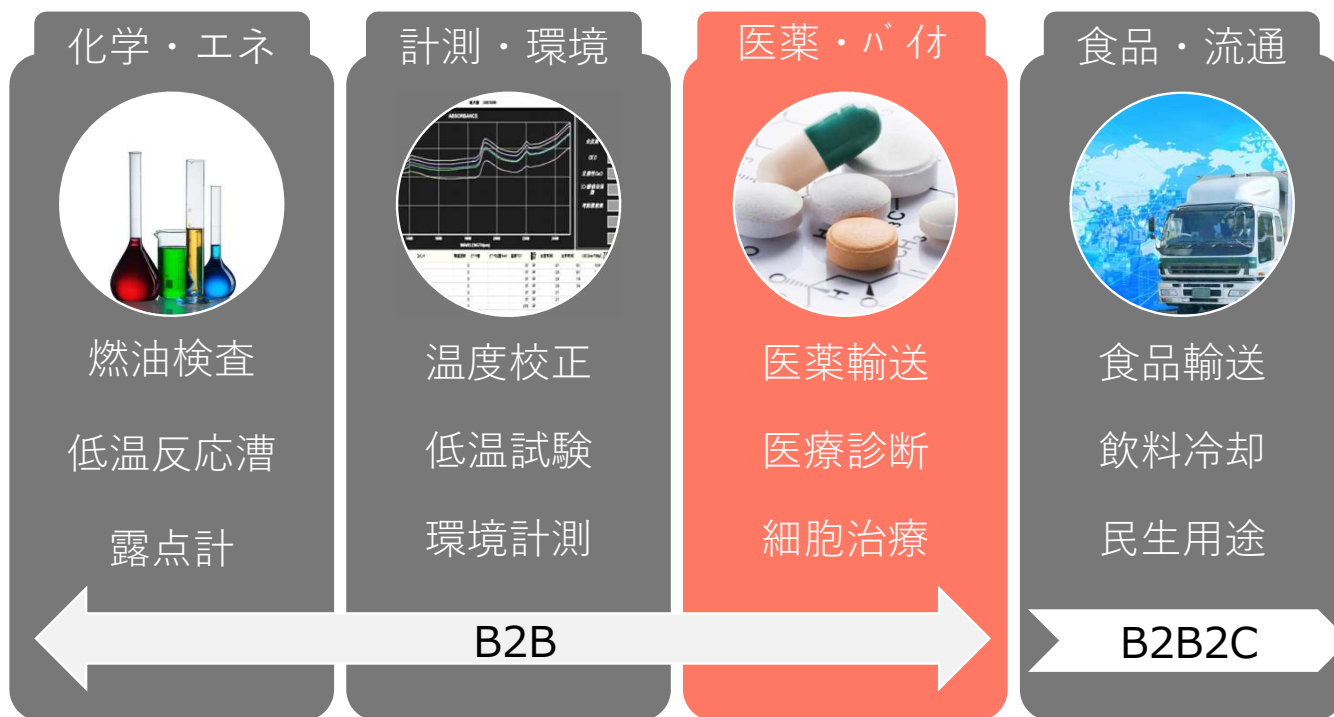 化学・エネ
計測・環境
医薬・ﾊﾞｲｵ
食品・流通
ABSORBANCE
WAVELENGTH(nm)
燃油検査
低温反応漕
露点計
温度校正
低温試験
環境計測
医薬輸送
医療診断
細胞治療
食品輸送
飲料冷却
民生用途
B2B
B2B2C